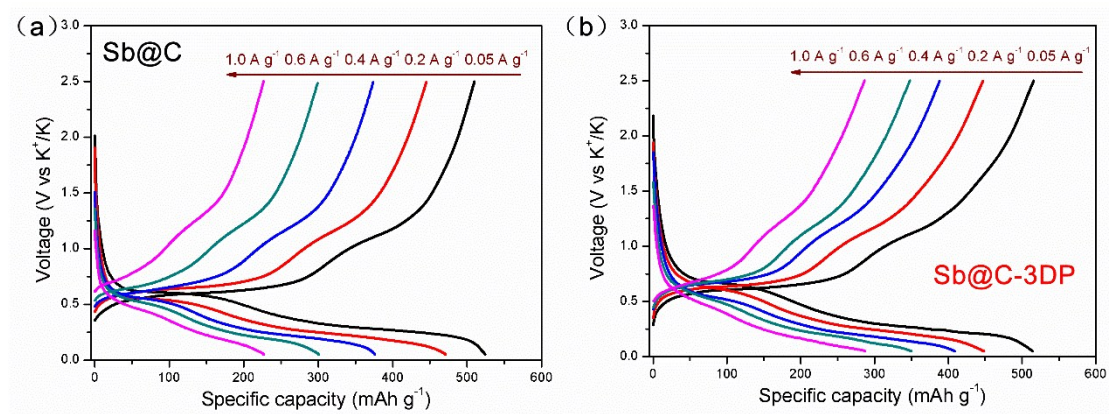 (a)
Sb@C
1.0 A g⁻¹ 0.6 A g⁻¹ 0.4 A g⁻¹ 0.2 A g⁻¹ 0.05 A g⁻¹
3.0
2.5
2.0
1.5
1.0
0.5
0.0
Voltage (V vs K⁺/K)
0 100 200 300 400 500 600
Specific capacity (mAh g⁻¹)
(b)
1.0 A g⁻¹ 0.6 A g⁻¹ 0.4 A g⁻¹ 0.2 A g⁻¹ 0.05 A g⁻¹
Sb@C-3DP
3.0
2.5
2.0
1.5
1.0
0.5
0.0
Voltage (V vs K⁺/K)
0 100 200 300 400 500 600
Specific capacity (mAh g⁻¹)